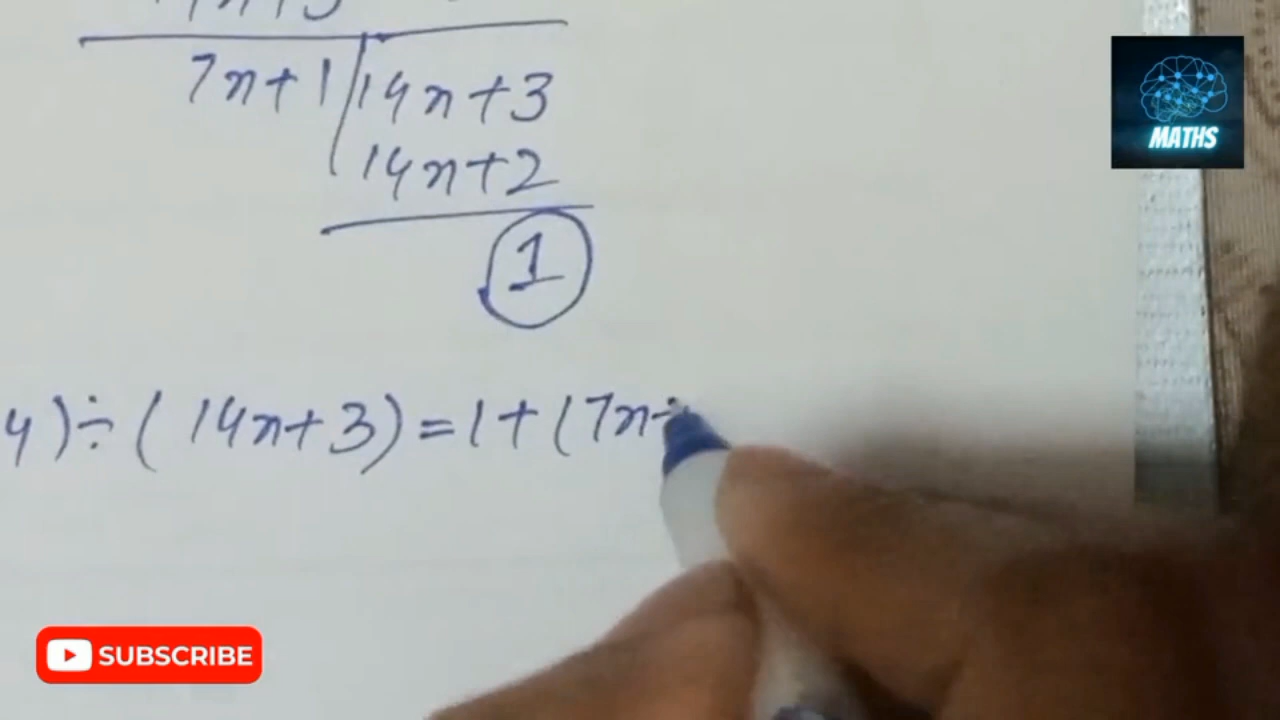 7n+1 14n+3
14n+2
1
4)÷(14n+3)=1+(7n+
MATHS
SUBSCRIBE